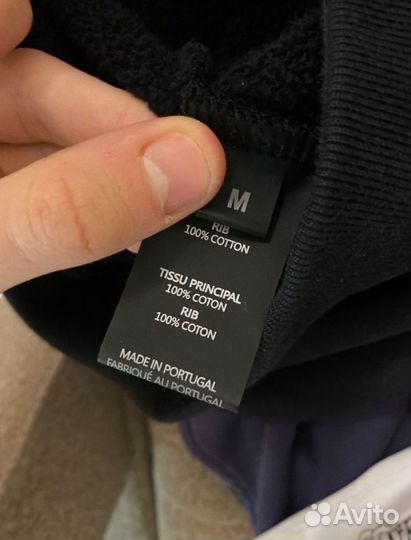 M
RIB
100% COTTON
TISSU PRINCIPAL
100% COTON
RIB
100% COTON
MADE IN PORTUGAL
FABRIQUÉ AU PORTUGAL
Avito